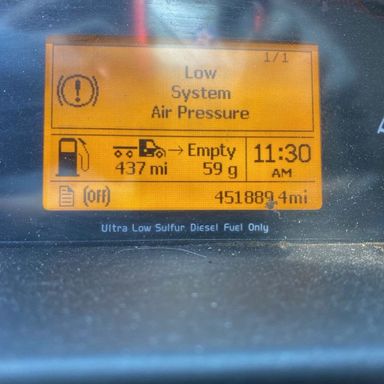 1/1
Low
System
Air Pressure
→ Empty
437 mi 59 g
11:30
AM
(OFF)
451889.4mi
Ultra Low Sulfur Diesel Fuel Only